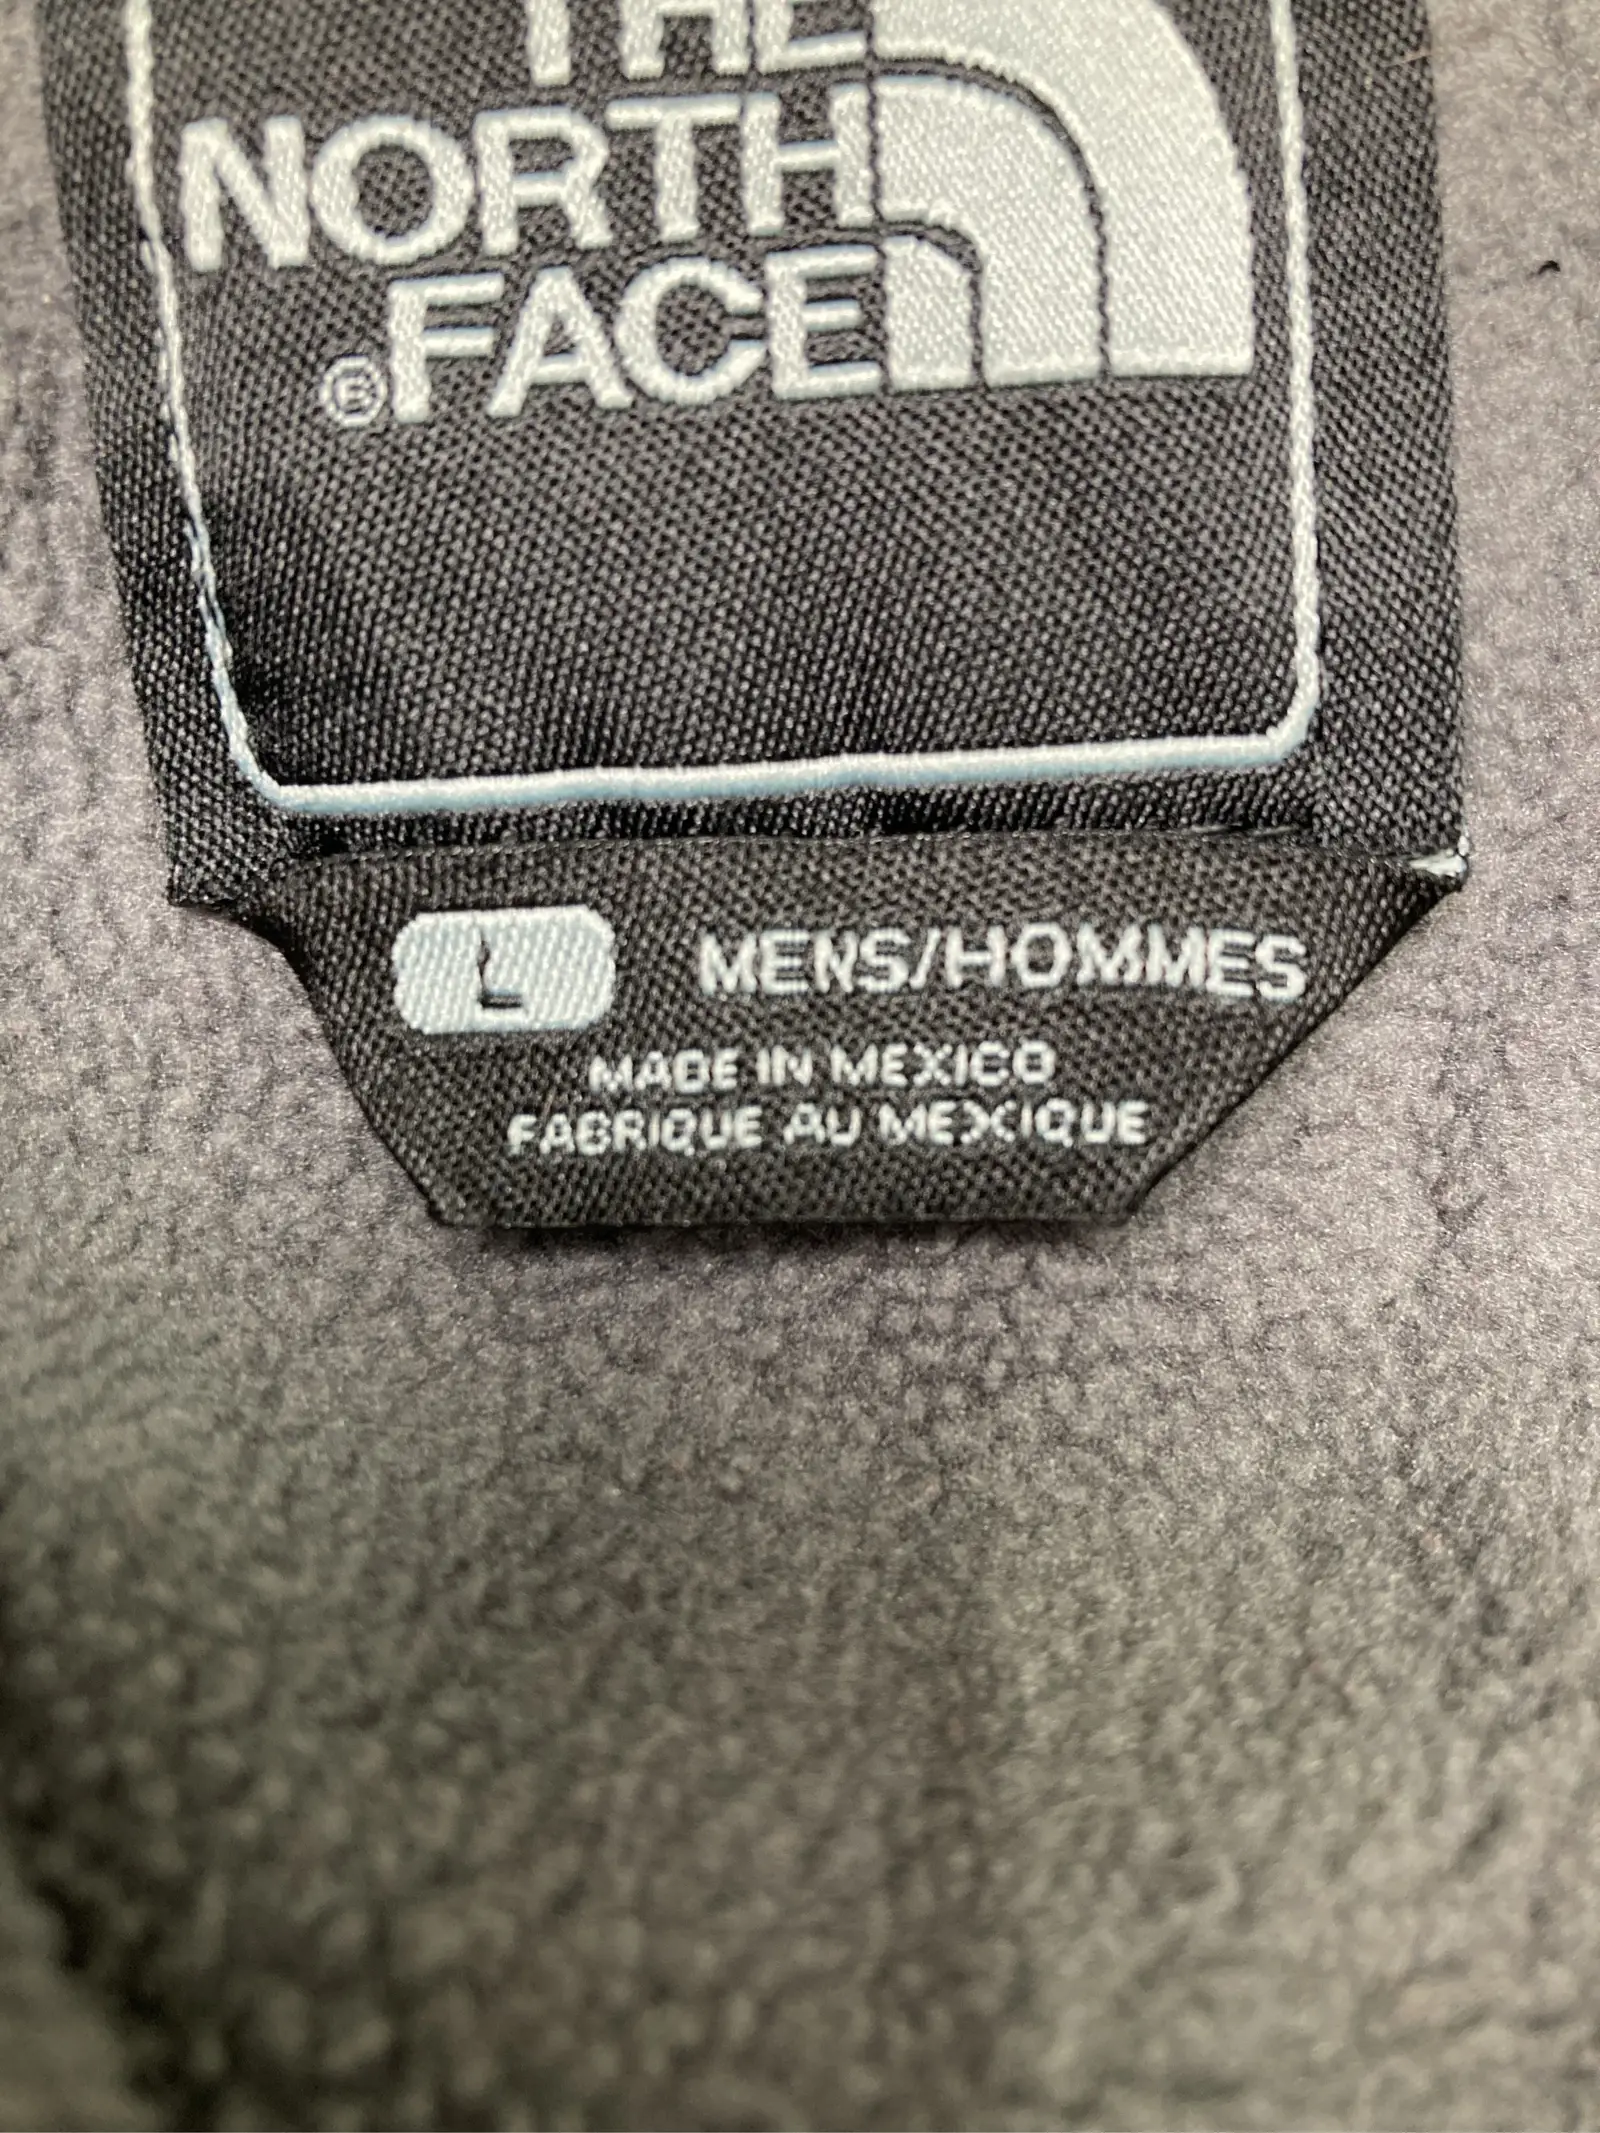 THE
NORTH
FACE®
L MENS/HOMMES
MADE IN MEXICO
FABRIQUE AU MEXIQUE